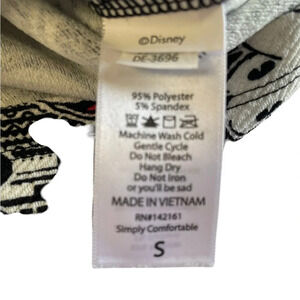 ©Disney
DE-3696
95% Polyester
5% Spandex
Machine Wash Cold
Gentle Cycle
Do Not Bleach
Hang Dry
Do Not Iron
or you'll be sad
MADE IN VIETNAM
RN#142161
Simply Comfortable
S